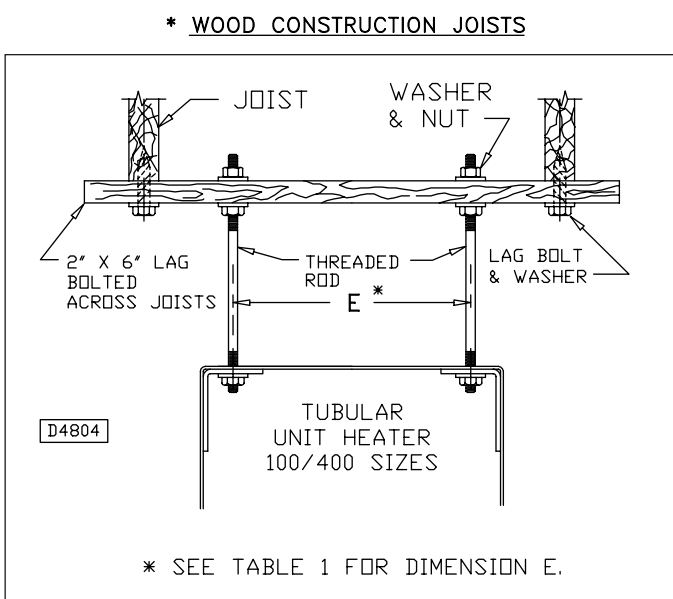 * WOOD CONSTRUCTION JOISTS
JOIST
WASHER
& NUT
2" X 6" LAG
BOLTED
ACROSS JOISTS
THREADED
ROD
LAG BOLT
& WASHER
E *
D4804
TUBULAR
UNIT HEATER
100/400 SIZES
* SEE TABLE 1 FOR DIMENSION E.